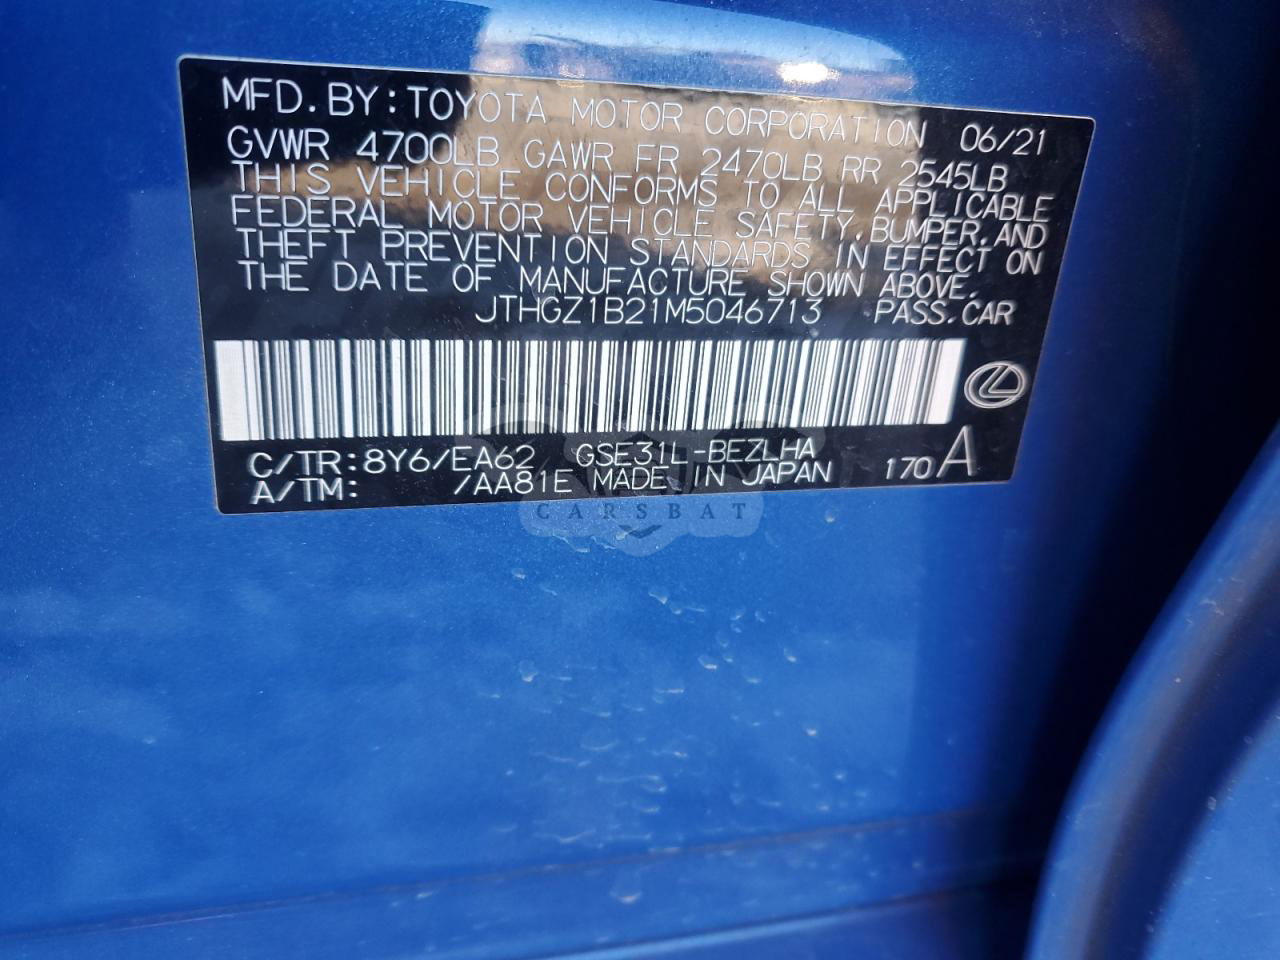 MFD.BY:TOYOTA MOTOR CORPORATION 06/21
GVWR 4700LB GAWR FR 2470LB RR 2545LB
THIS VEHICLE CONFORMS TO ALL APPLICABLE
FEDERAL MOTOR VEHICLE SAFETY,BUMPER,AND
THEFT PREVENTION STANDARDS IN EFFECT ON
THE DATE OF MANUFACTURE SHOWN ABOVE.
JTHGZ1B21M5046713 PASS.CAR
C/TR:8Y6/EA62 GSE31L-BEZLHA
A/TM: /AA81E MADE IN JAPAN 170 A
CARSBAT